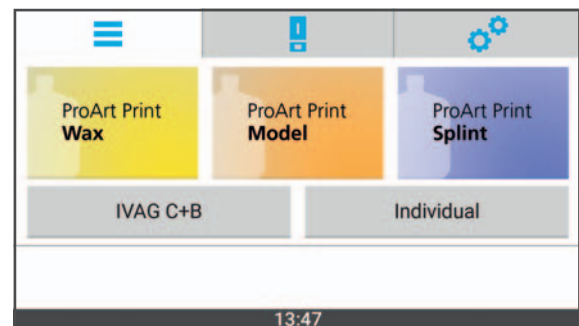 ProArt Print
Wax
ProArt Print
Model
ProArt Print
Splint
IVAG C+B
Individual
13:47